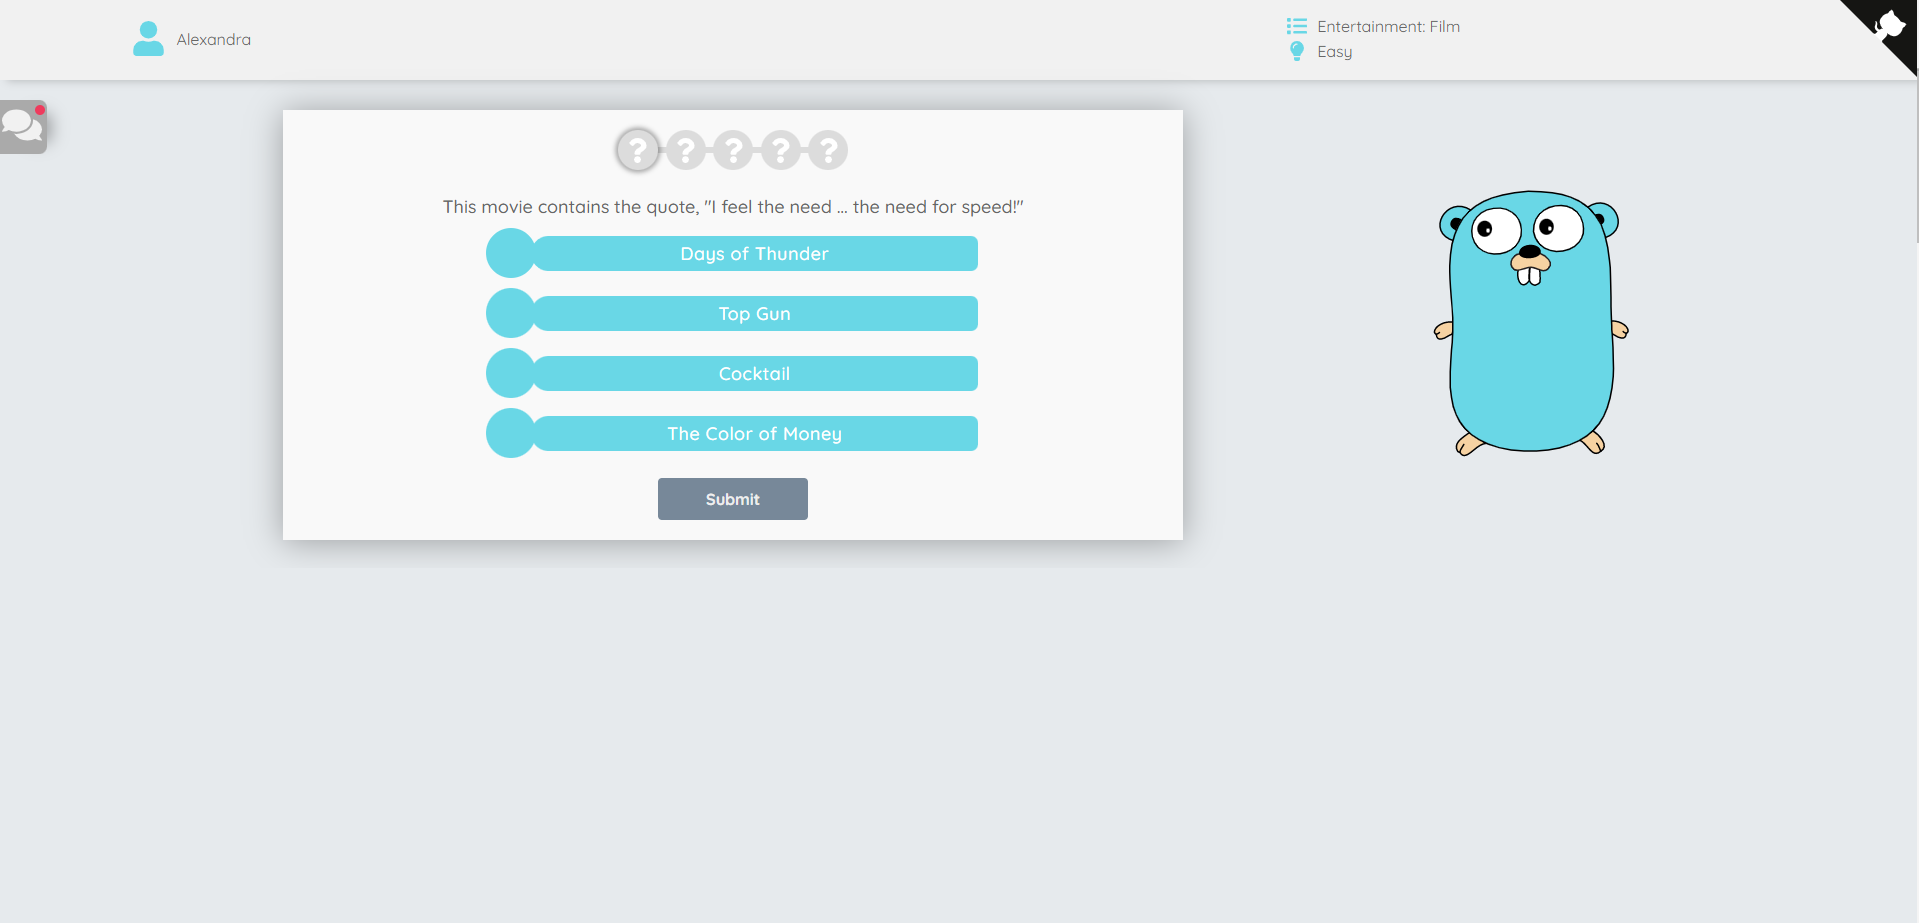 Alexandra
Entertainment: Film
Easy
This movie contains the quote, "I feel the need ... the need for speed!"
Days of Thunder
Top Gun
Cocktail
The Color of Money
Submit